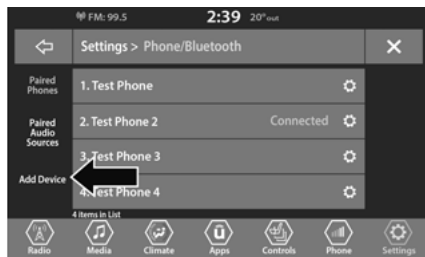 FM: 99.5 2:39 20° out
Settings > Phone/Bluetooth X
Paired
Phones
1. Test Phone
Paired
Audio
Sources
2. Test Phone 2 Connected
3. Test Phone 3
Add Device
4. Test Phone 4
4 items in List
Radio Media Climate Apps Controls Phone Settings